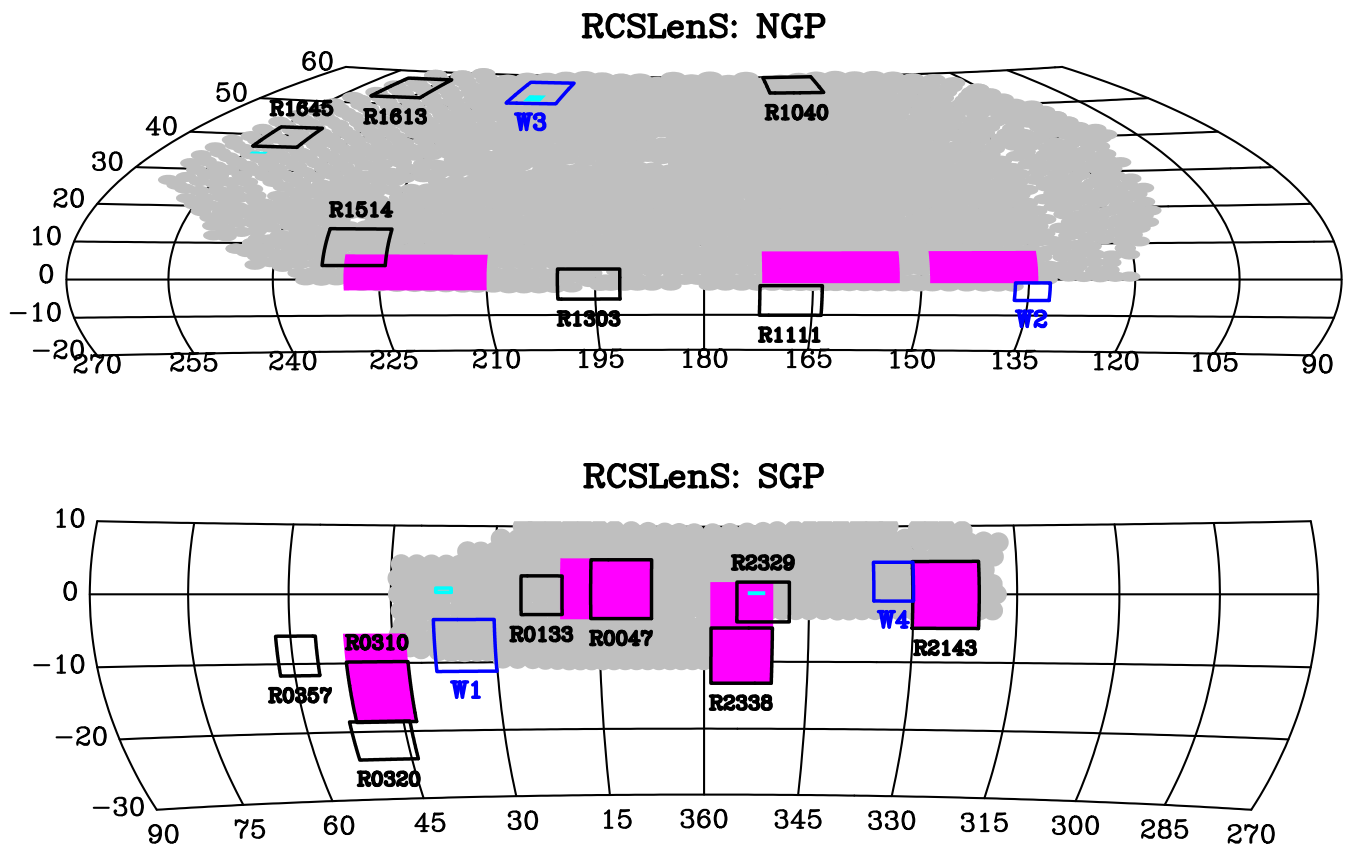 RCSLenS: NGP
60
50
40
30
20
10
0
-10
-20
R1645
R1613
W3
R1040
R1514
R1303
R1111
W2
270 255 240 225 210 195 180 165 150 135 120 105 90
RCSLenS: SGP
10
0
-10
-20
-30
R2329
R0133 R0047
W4
R2143
R0310
R0357
W1
R2338
R0320
90 75 60 45 30 15 360 345 330 315 300 285 270